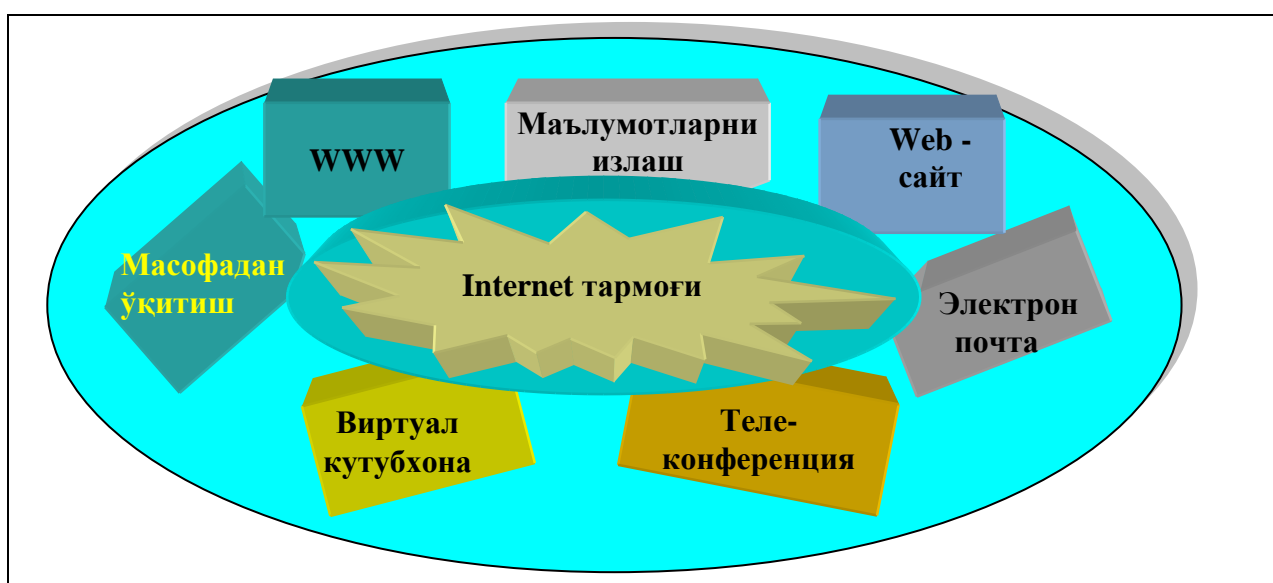 WWW
Маълумотларни
излаш
Web -
сайт
Масофадан
ўқитиш
Internet тармоғи
Электрон
почта
Виртуал
кутубхона
Теле-
конференция